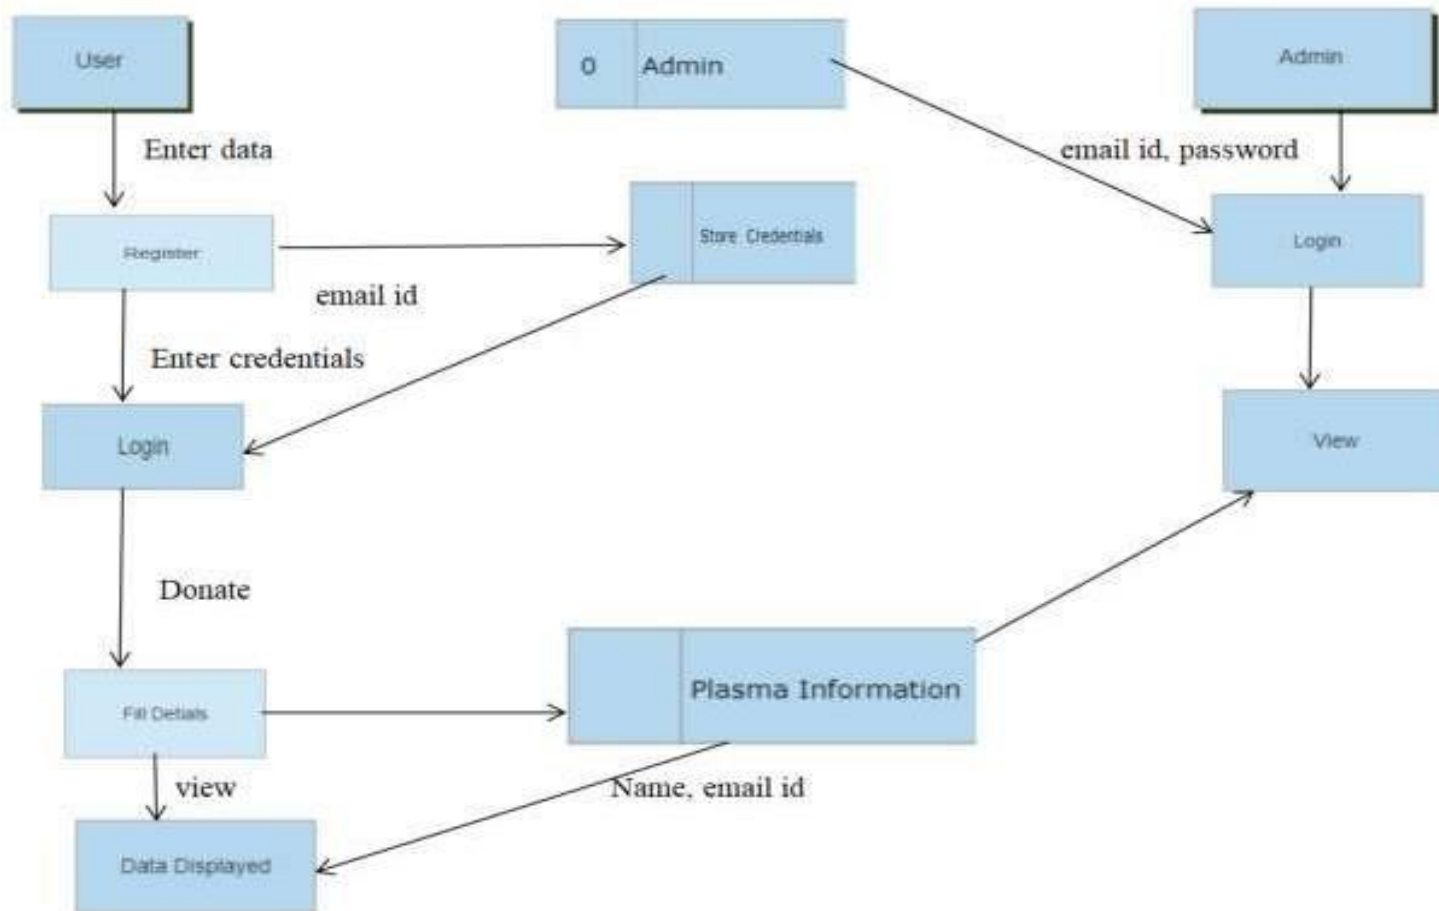 User
0 Admin
Admin
Enter data
email id, password
Register
Store Credentials
Login
email id
Enter credentials
Login
View
Donate
Fill Detials
Plasma Information
view
Name, email id
Data Displayed